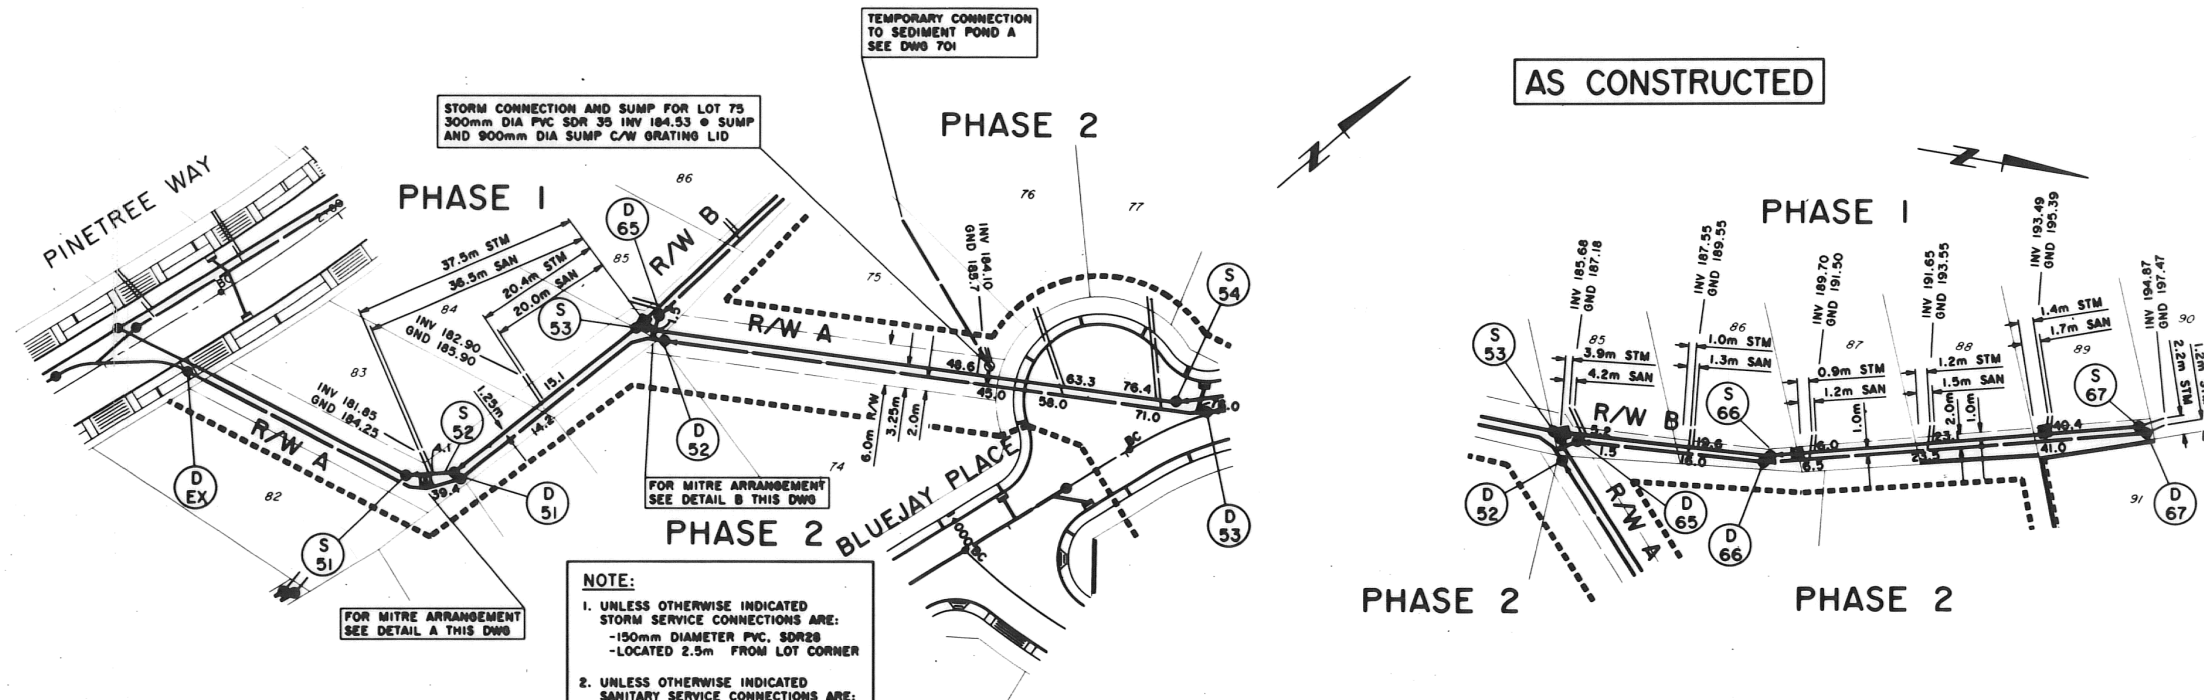 TEMPORARY CONNECTION
TO SEDIMENT POND A
SEE DWG 701
AS CONSTRUCTED
STORM CONNECTION AND SUMP FOR LOT 75
300mm DIA PVC SDR 35 INV 184.53 @ SUMP
AND 900mm DIA SUMP C/W GRATING LID
PHASE 2
N
N
PINETREE WAY
PHASE 1
86
76
77
PHASE 1
D
65
R/W B
85
75
37.5m STM
36.5m SAN
20.4m STM
20.0m SAN
84
83
INV 182.90
GND 185.90
INV 181.85
GND 184.25
S
53
R/W A
INV 184.10
GND 185.7
S
54
1.25m
15.1
14.2
4.1
39.4
1.5
48.6
45.0
63.3
58.0
76.4
71.0
6.0m R/W
3.25m
2.0m
S
52
D
52
74
R/W A
D
EX
82
D
51
S
51
FOR MITRE ARRANGEMENT
SEE DETAIL B THIS DWG
PHASE 2
BLUEJAY PLACE
BC
D
53
FOR MITRE ARRANGEMENT
SEE DETAIL A THIS DWG
NOTE:
1. UNLESS OTHERWISE INDICATED
STORM SERVICE CONNECTIONS ARE:
-150mm DIAMETER PVC, SDR28
-LOCATED 2.5m FROM LOT CORNER
2. UNLESS OTHERWISE INDICATED
SANITARY SERVICE CONNECTIONS ARE:
INV 185.68
GND 187.18
INV 187.55
GND 189.55
INV 189.70
GND 191.50
INV 191.65
GND 193.55
INV 193.49
GND 195.39
INV 194.87
GND 197.47
85
86
87
88
89
90
91
3.9m STM
4.2m SAN
1.0m STM
1.3m SAN
0.9m STM
1.2m SAN
1.2m STM
1.5m SAN
1.4m STM
1.7m SAN
2.2m STM
S
53
R/W B
S
66
1.0m
2.0m
1.0m
S
67
1.5
19.6
16.0
6.0
6.5
23.1
23.5
40.4
41.0
D
52
R/W A
D
65
D
66
D
67
PHASE 2
PHASE 2